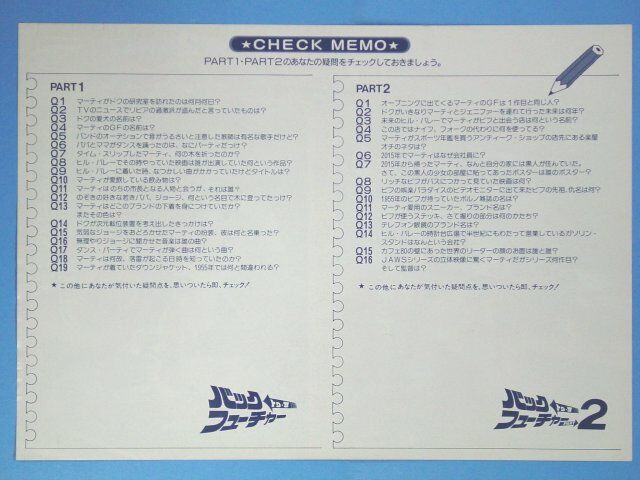 ★CHECK MEMO★
PART1・PART2のあなたの疑問をチェックしておきましょう。
PART1
Q1 マーティがドクの研究室を訪れたのは何月何日?
Q2 TVのニュースでリビアの過激派が盗んだと言っていたものは?
Q3 ドクの愛犬の名前は?
Q4 マーティのGFの名前は?
Q5 バンドのオーディションで音がうるさいと注意した教師は有名な歌手だけど?
Q6 パパとママがダンスを踊ったのは、なにパーティだっけ?
Q7 タイム・スリップしたマーティ、何の木を折ったのか?
Q8 ヒル・バレーでその時やっていた映画は誰が出演していた何という作品?
Q9 ヒル・バレーに着いた時、なつかしい曲がかかっていたけどタイトルは?
Q10 マーティが愛飲している飲み物は?
Q11 マーティはのちの市長となる人物と言うが、それは誰?
Q12 のぞき好きな若きパパ、ジョージ、何という名目で木に登ってたっけ?
Q13 マーティはどこのブランドの下着を身につけていたか?
またその色は?
Q14 ドクが次元転位装置を考え出したきっかけは?
Q15 気弱なジョージをおどろかせたマーティの扮装、彼は何と名乗った?
Q16 無理やりジョージに聞かせた音楽は誰の曲?
Q17 ダンス・パーティでマーティが弾く曲は何という曲?
Q18 マーティは何故、落雷が起こる日時を知っていたのか?
Q19 マーティが着ていたダウンジャケット、1955年では何と間違われる?
★この他にあなたが気付いた疑問点を、思いついたら即、チェック!
バック・トゥ・ザ・フューチャー
PART2
Q1 オープニングに出てくるマーティのGFは1作目と同じ人?
Q2 ドクがいきなりマーティとジェニファーを連れて行った未来は何年?
Q3 未来のヒル・バレーでマーティがビフと出会う店は何という名前?
Q4 この店ではナイフ、フォークの代わりに何を使ってる?
Q5 マーティがスポーツ年鑑を買うアンティーク・ショップの店先にある楽屋オチのネタは?
Q6 2015年でマーティはなぜ会社員に?
Q7 2015年から帰ったマーティ、なんと自分の家には黒人が住んでいた。
さて、この黒人の少女の部屋に貼ってあったポスターは誰のポスター?
Q8 リッチなビフがバスにつかって見ていた映画は何?
Q9 ビフの娯楽パラダイスのビデオモニターに出て来たビフの先祖、仇名は何?
Q10 1955年のビフが持っていたポルノ雑誌の名は?
Q11 マーティ愛用のスニーカー、ブランド名は?
Q12 ビフが使うステッキ、さて握りの部分は何のかたち?
Q13 テレフォン眼鏡のブランド名は?
Q14 ヒル・バレーの時計台広場で半世紀にもわたって営業しているガソリン・スタンドはなんという会社?
Q15 カフェ80の壁にあった世界のリーダーの顔のお面は誰と誰?
Q16 JAWSシリーズの立体映像に驚くマーティだがシリーズ何作目?
そして監督は?
★この他にあなたが気付いた疑問点を、思いついたら即、チェック!
バック・トゥ・ザ・フューチャー PART2